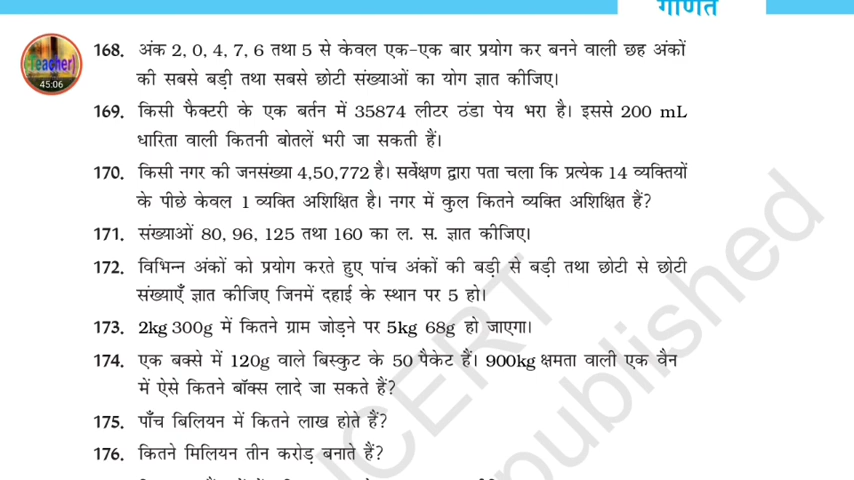 गणित
Teacher
45:06
168. अंक 2, 0, 4, 7, 6 तथा 5 से केवल एक-एक बार प्रयोग कर बनने वाली छह अंकों
की सबसे बड़ी तथा सबसे छोटी संख्याओं का योग ज्ञात कीजिए।
169. किसी फैक्टरी के एक बर्तन में 35874 लीटर ठंडा पेय भरा है। इससे 200 mL
धारिता वाली कितनी बोतलें भरी जा सकती हैं।
170. किसी नगर की जनसंख्या 4,50,772 है। सर्वेक्षण द्वारा पता चला कि प्रत्येक 14 व्यक्तियों
के पीछे केवल 1 व्यक्ति अशिक्षित है। नगर में कुल कितने व्यक्ति अशिक्षित हैं?
171. संख्याओं 80, 96, 125 तथा 160 का ल. स. ज्ञात कीजिए।
172. विभिन्न अंकों को प्रयोग करते हुए पांच अंकों की बड़ी से बड़ी तथा छोटी से छोटी
संख्याएँ ज्ञात कीजिए जिनमें दहाई के स्थान पर 5 हो।
173. 2kg 300g में कितने ग्राम जोड़ने पर 5kg 68g हो जाएगा।
174. एक बक्से में 120g वाले बिस्कुट के 50 पैकेट हैं। 900kg क्षमता वाली एक वैन
में ऐसे कितने बॉक्स लादे जा सकते हैं?
175. पाँच बिलियन में कितने लाख होते हैं?
176. कितने मिलियन तीन करोड़ बनाते हैं?
NCERT
published